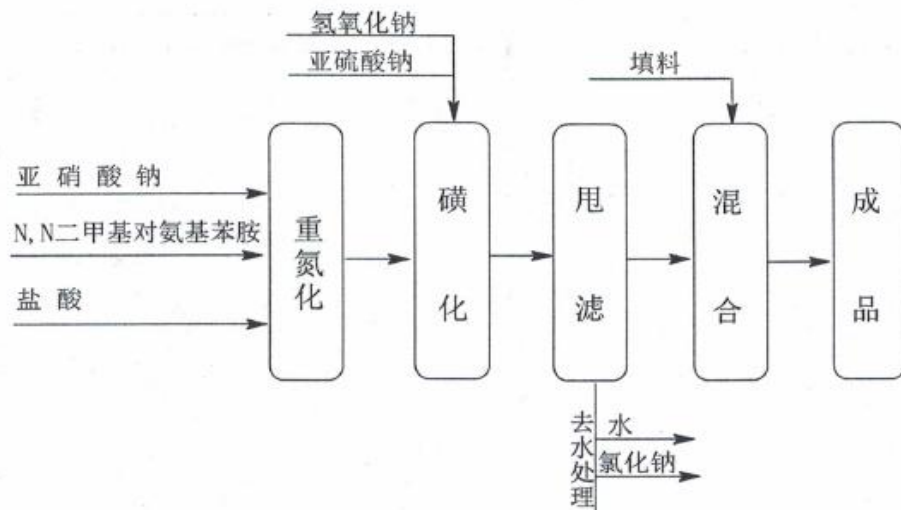 氢氧化钠
亚硫酸钠
填料
亚硝酸钠
N,N二甲基对氨基苯胺
盐酸
重氮化
磺化
甩滤
混合
成品
去水处理
水
氯化钠